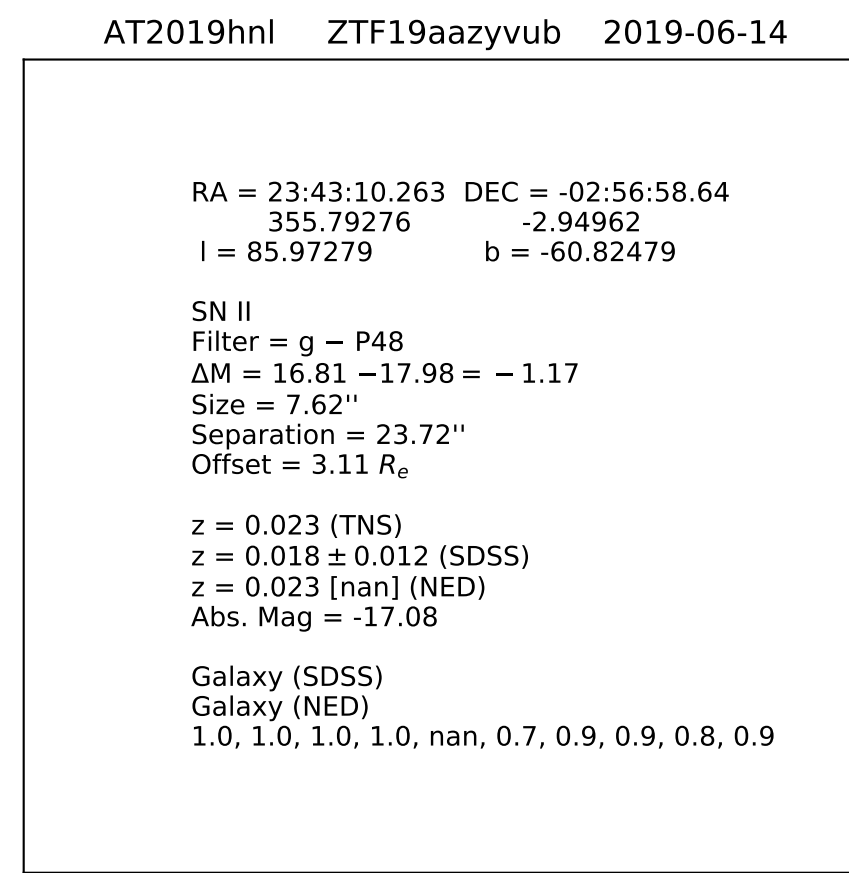 AT2019hnl ZTF19aazyvub 2019-06-14
RA = 23:43:10.263 DEC = -02:56:58.64
355.79276 -2.94962
l = 85.97279 b = -60.82479
SN II
Filter = g − P48
ΔM = 16.81 −17.98 = − 1.17
Size = 7.62''
Separation = 23.72''
Offset = 3.11 Re
z = 0.023 (TNS)
z = 0.018 ± 0.012 (SDSS)
z = 0.023 [nan] (NED)
Abs. Mag = -17.08
Galaxy (SDSS)
Galaxy (NED)
1.0, 1.0, 1.0, 1.0, nan, 0.7, 0.9, 0.9, 0.8, 0.9